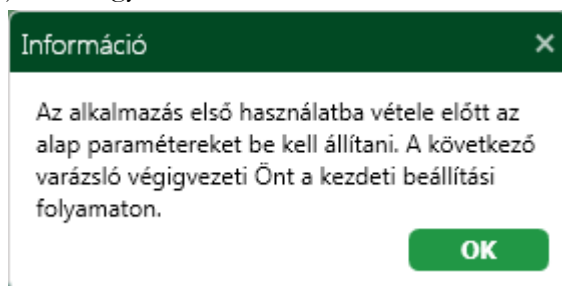 Információ
Az alkalmazás első használatba vétele előtt az
alap paramétereket be kell állítani. A következő
varázsló végigvezeti Önt a kezdeti beállítási
folyamaton.
OK